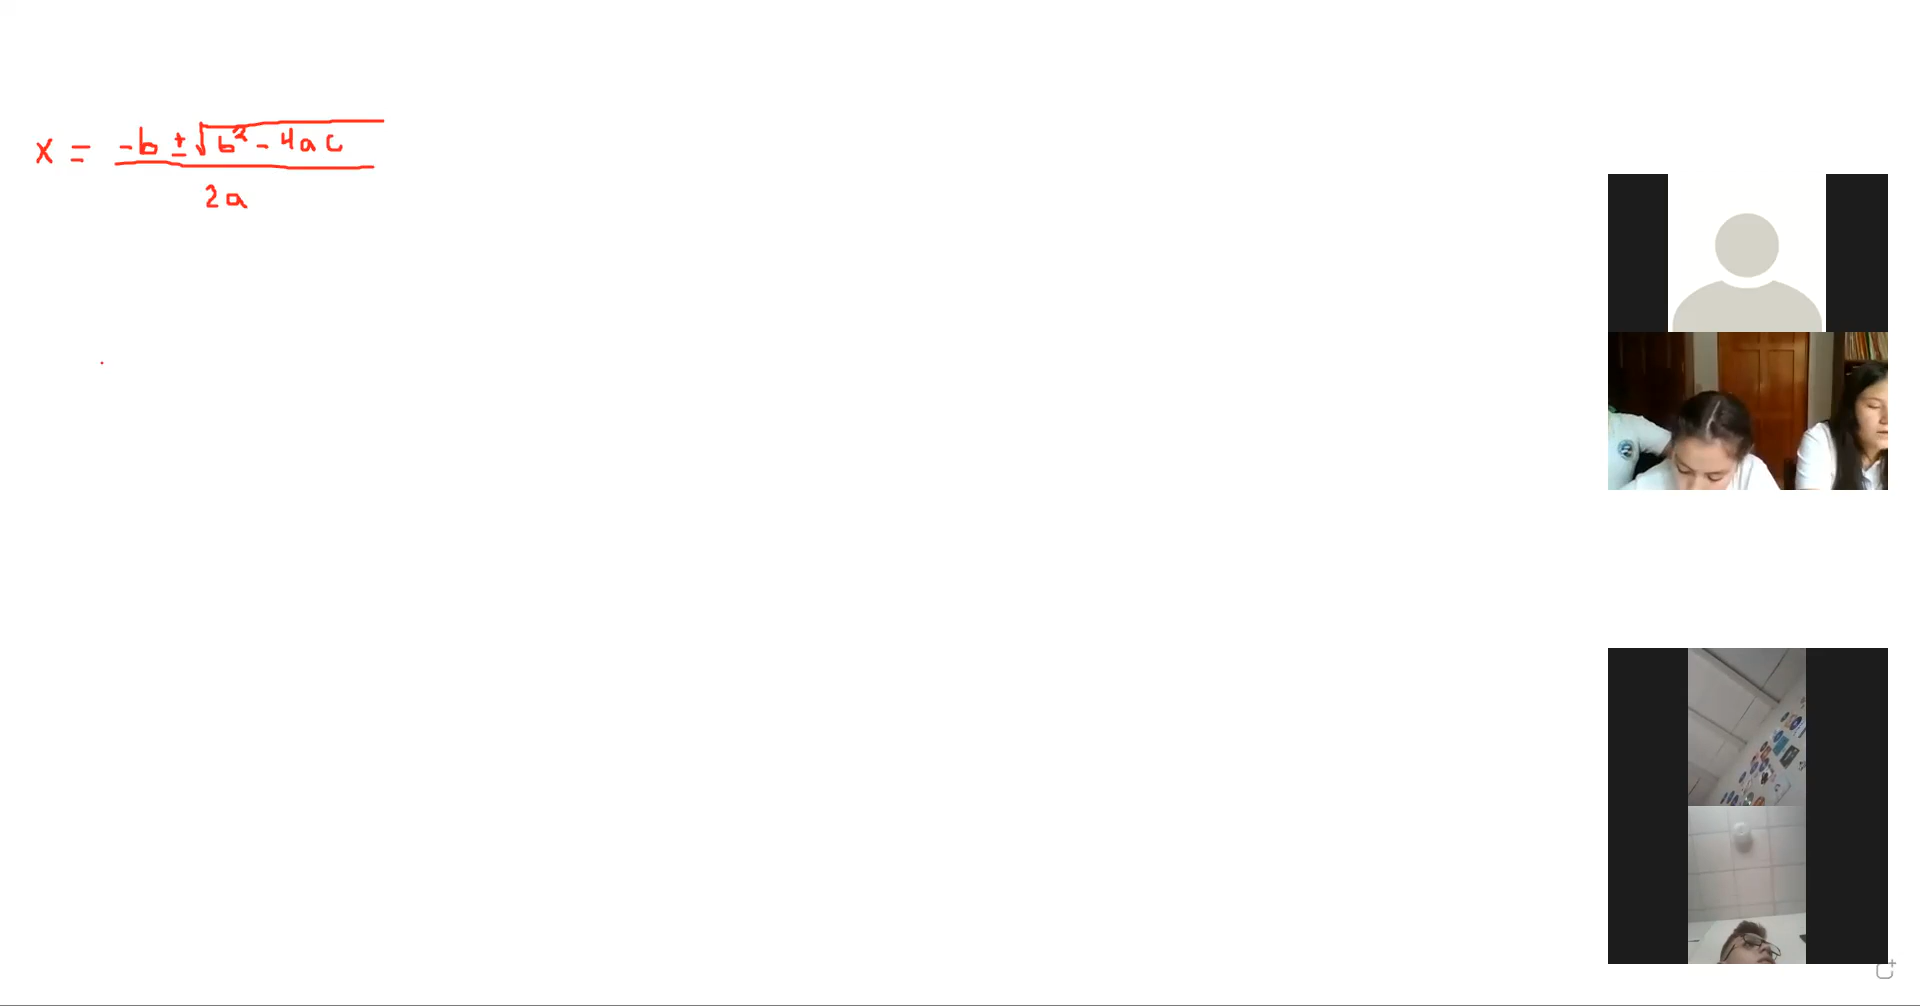 x = -b ± √b² - 4ac
2a